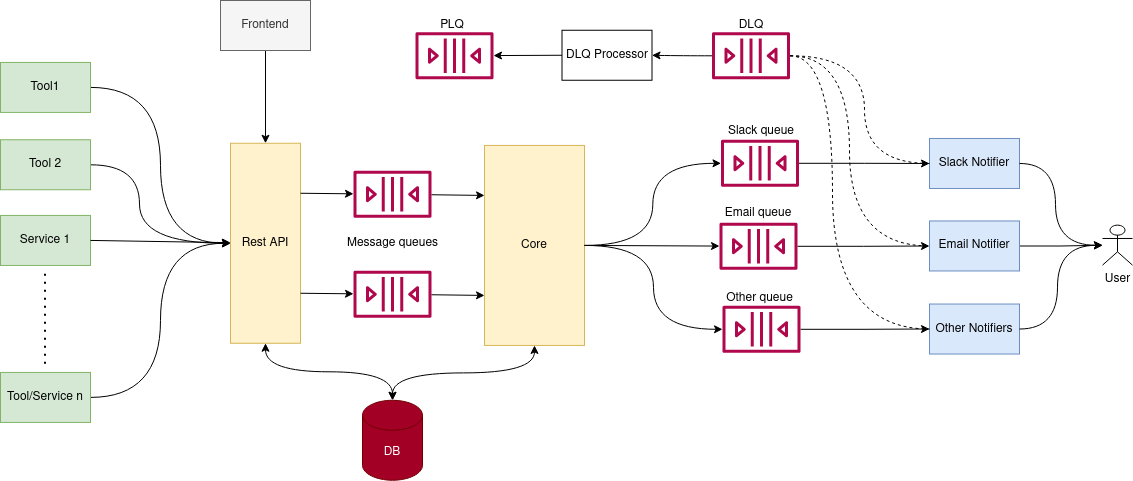 Frontend
PLQ
DLQ
DLQ Processor
Tool1
Tool 2
Service 1
Tool/Service n
Rest API
Message queues
Core
Slack queue
Email queue
Other queue
Slack Notifier
Email Notifier
Other Notifiers
User
DB